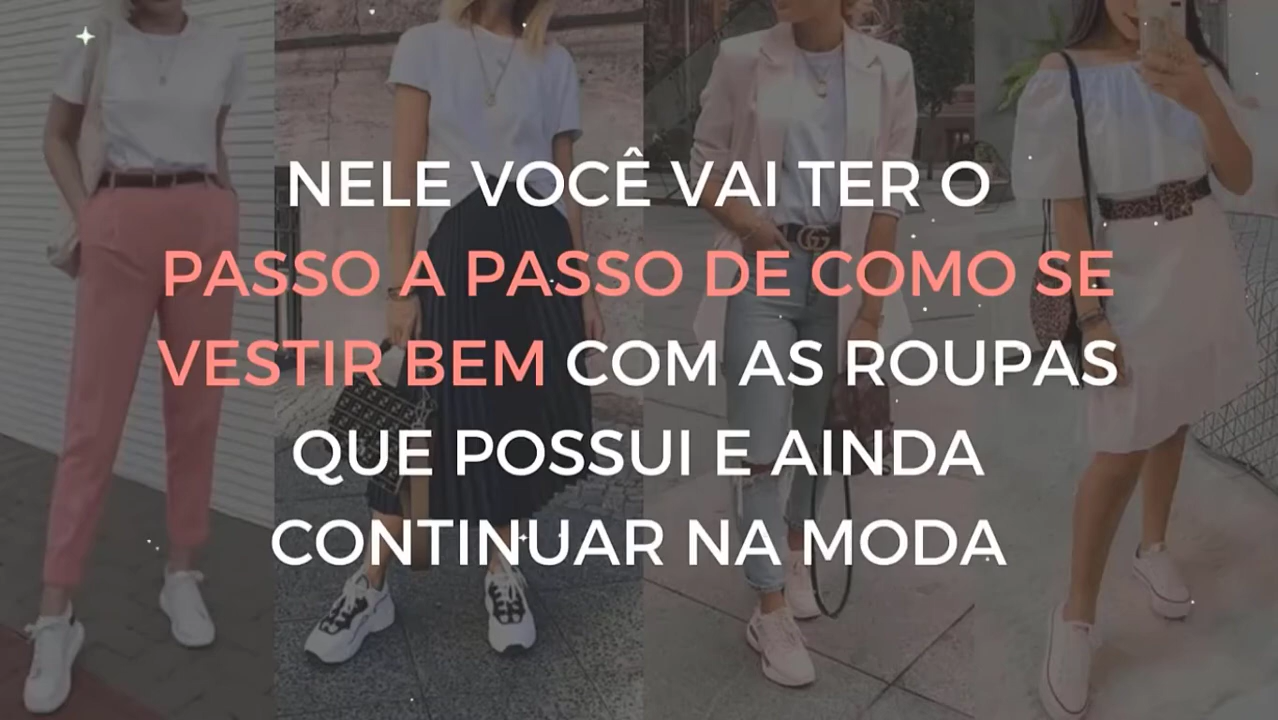 NELE VOCÊ VAI TER O
PASSO A PASSO DE COMO SE
VESTIR BEM COM AS ROUPAS
QUE POSSUI E AINDA
CONTINUAR NA MODA